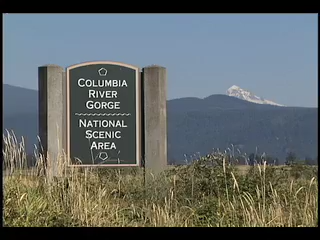 COLUMBIA
RIVER
GORGE
NATIONAL
SCENIC
AREA